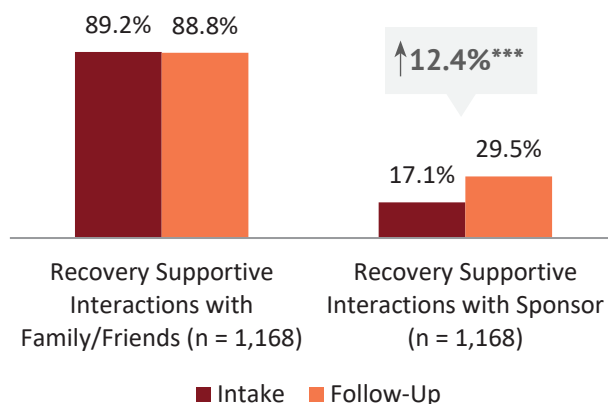 89.2%
88.8%
↑12.4%***
17.1%
29.5%
Recovery Supportive
Interactions with
Family/Friends (n = 1,168)
Recovery Supportive
Interactions with Sponsor
(n = 1,168)
Intake
Follow-Up